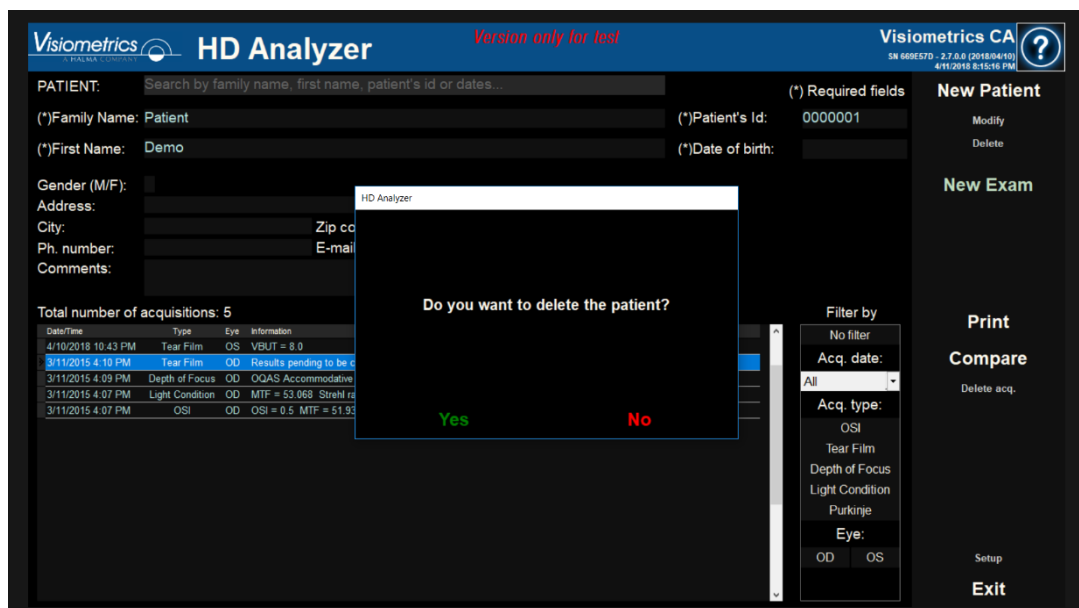 Visiometrics
A HALMA COMPANY
HD Analyzer
Version only for test
Visiometrics CA
SN 669E57D - 2.7.0.0 (2018/04/10)
4/11/2018 8:15:16 PM
?
PATIENT: Search by family name, first name, patient's id or dates...
(*) Required fields
New Patient
(*)Family Name: Patient (*)Patient's Id: 0000001
Modify
(*)First Name: Demo (*)Date of birth:
Delete
Gender (M/F):
New Exam
Address:
City: Zip co
Ph. number: E-mail
Comments:
HD Analyzer
Do you want to delete the patient?
Yes No
Total number of acquisitions: 5
Date/Time Type Eye Information
4/10/2018 10:43 PM Tear Film OS VBUT = 8.0
3/11/2015 4:10 PM Tear Film OD Results pending to be c
3/11/2015 4:09 PM Depth of Focus OD OQAS Accommodative
3/11/2015 4:07 PM Light Condition OD MTF = 53.068 Strehl ra
3/11/2015 4:07 PM OSI OD OSI = 0.5 MTF = 51.93
Filter by
No filter
Acq. date:
All
Acq. type:
OSI
Tear Film
Depth of Focus
Light Condition
Purkinje
Eye:
OD OS
Print
Compare
Delete acq.
Setup
Exit